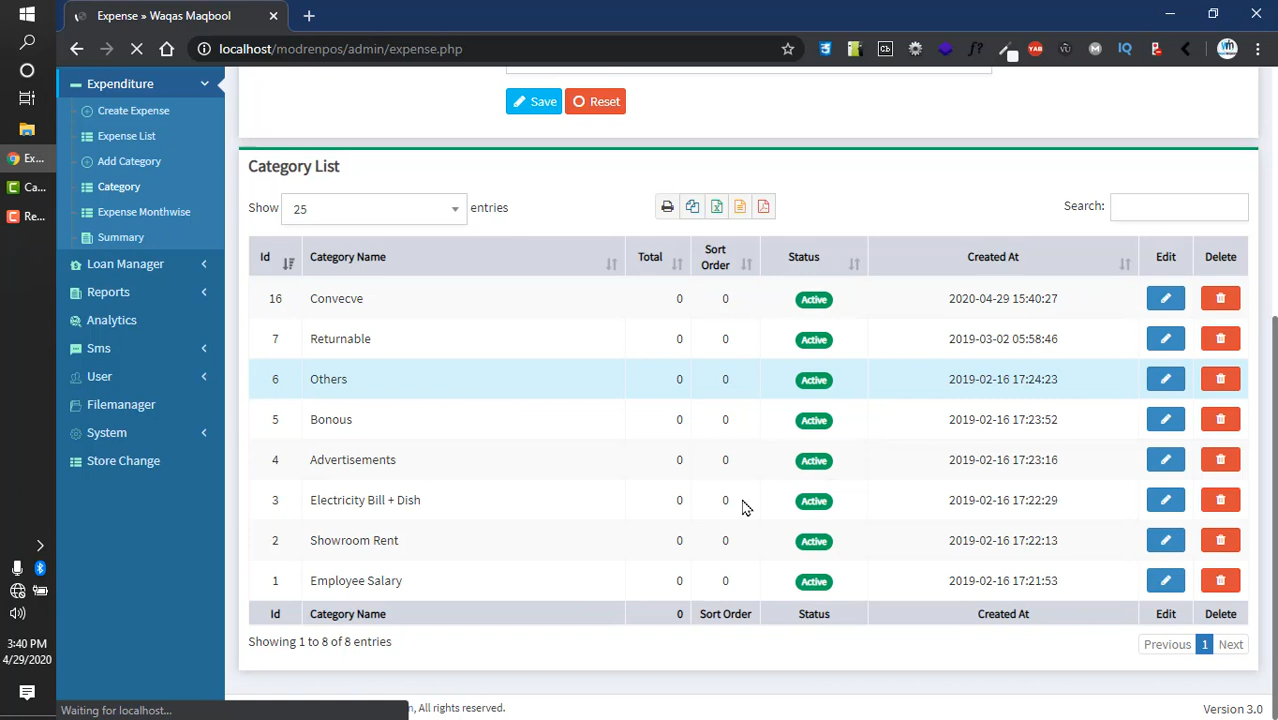 Expense » Waqas Maqbool
localhost/modrenpos/admin/expense.php
Expenditure
Create Expense
Expense List
Add Category
Category
Expense Monthwise
Summary
Loan Manager
Reports
Analytics
Sms
User
Filemanager
System
Store Change
Save Reset
Category List
Show 25 entries
Search:
Id Category Name Total Sort Order Status Created At Edit Delete
16 Convecve 0 0 Active 2020-04-29 15:40:27
7 Returnable 0 0 Active 2019-03-02 05:58:46
6 Others 0 0 Active 2019-02-16 17:24:23
5 Bonous 0 0 Active 2019-02-16 17:23:52
4 Advertisements 0 0 Active 2019-02-16 17:23:16
3 Electricity Bill + Dish 0 0 Active 2019-02-16 17:22:29
2 Showroom Rent 0 0 Active 2019-02-16 17:22:13
1 Employee Salary 0 0 Active 2019-02-16 17:21:53
Id Category Name 0 Sort Order Status Created At Edit Delete
Showing 1 to 8 of 8 entries
Previous 1 Next
Waiting for localhost...
, All rights reserved.
Version 3.0
Ex...
Ca...
Re...
3:40 PM
4/29/2020
Cb
f?
YAB
M
IQ